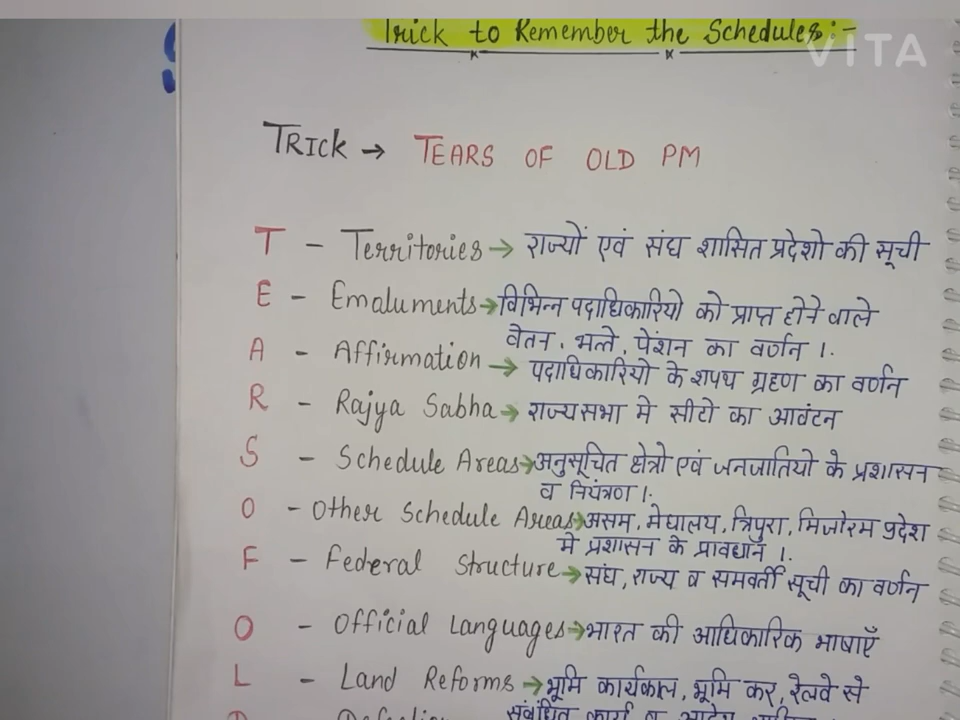 Trick to Remember the Schedules:-
VITA
TRICK → TEARS OF OLD PM
T - Territories → राज्यों एवं संघ शासित प्रदेशो की सूची
E - Emaluments → विभिन्न पदाधिकारियो को प्राप्त होने वाले
वेतन, भत्ते, पेंशन का वर्णन ।.
A - Affirmation → पदाधिकारियो के शपथ ग्रहण का वर्णन
R - Rajya Sabha → राज्यसभा मे सीटो का आवंटन
S - Schedule Areas → अनुसूचित क्षेत्रो एवं जनजातियो के प्रशासन
व नियंत्रण ।.
O - Other Schedule Areas → असम, मेघालय, त्रिपुरा, मिजोरम प्रदेश
मे प्रशासन के प्रावधान ।.
F - Federal Structure → संघ, राज्य व समवर्ती सूची का वर्णन
O - Official Languages → भारत की आधिकारिक भाषाएँ
L - Land Reforms → भूमि कार्यकाल, भूमि कर, रेलवे से
संबंधित कार्य व